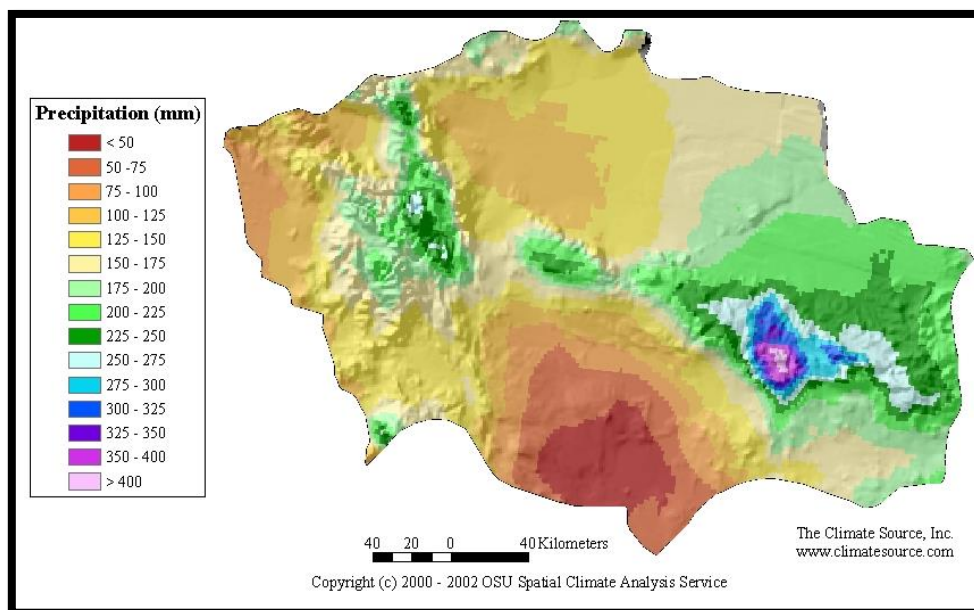 Precipitation (mm)
< 50
50 -75
75 - 100
100 - 125
125 - 150
150 - 175
175 - 200
200 - 225
225 - 250
250 - 275
275 - 300
300 - 325
325 - 350
350 - 400
> 400
40 20 0 40 Kilometers
The Climate Source, Inc.
www.climatesource.com
Copyright (c) 2000 - 2002 OSU Spatial Climate Analysis Service